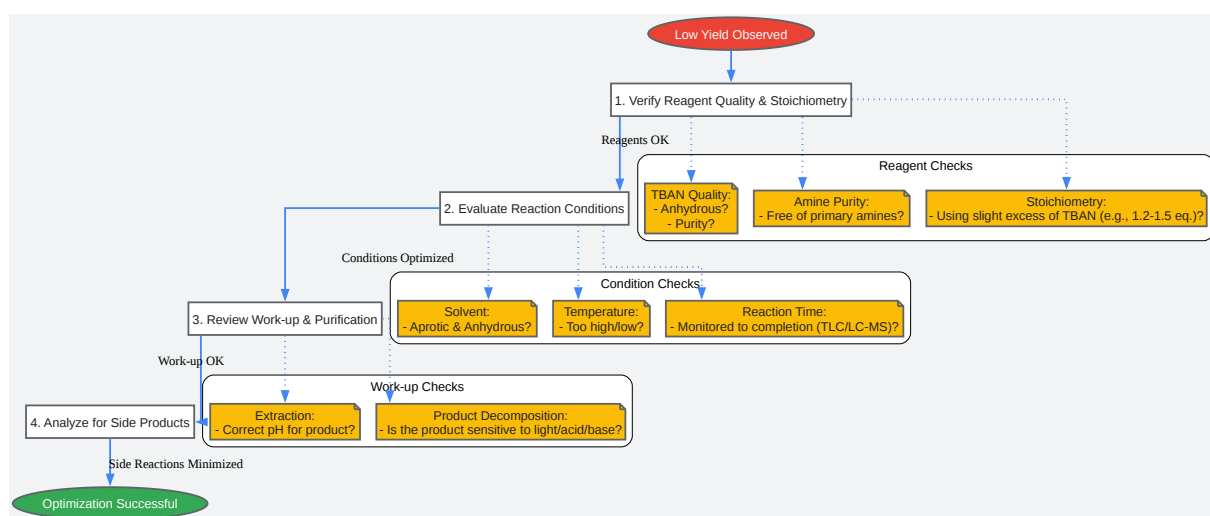 Low Yield Observed
1. Verify Reagent Quality & Stoichiometry
Reagents OK
Reagent Checks
TBAN Quality:
- Anhydrous?
- Purity?
Amine Purity:
- Free of primary amines?
Stoichiometry:
- Using slight excess of TBAN (e.g., 1.2-1.5 eq.)?
2. Evaluate Reaction Conditions
Conditions Optimized
Condition Checks
Solvent:
- Aprotic & Anhydrous?
Temperature:
- Too high/low?
Reaction Time:
- Monitored to completion (TLC/LC-MS)?
3. Review Work-up & Purification
Work-up OK
Work-up Checks
Extraction:
- Correct pH for product?
Product Decomposition:
- Is the product sensitive to light/acid/base?
4. Analyze for Side Products
Side Reactions Minimized
Optimization Successful